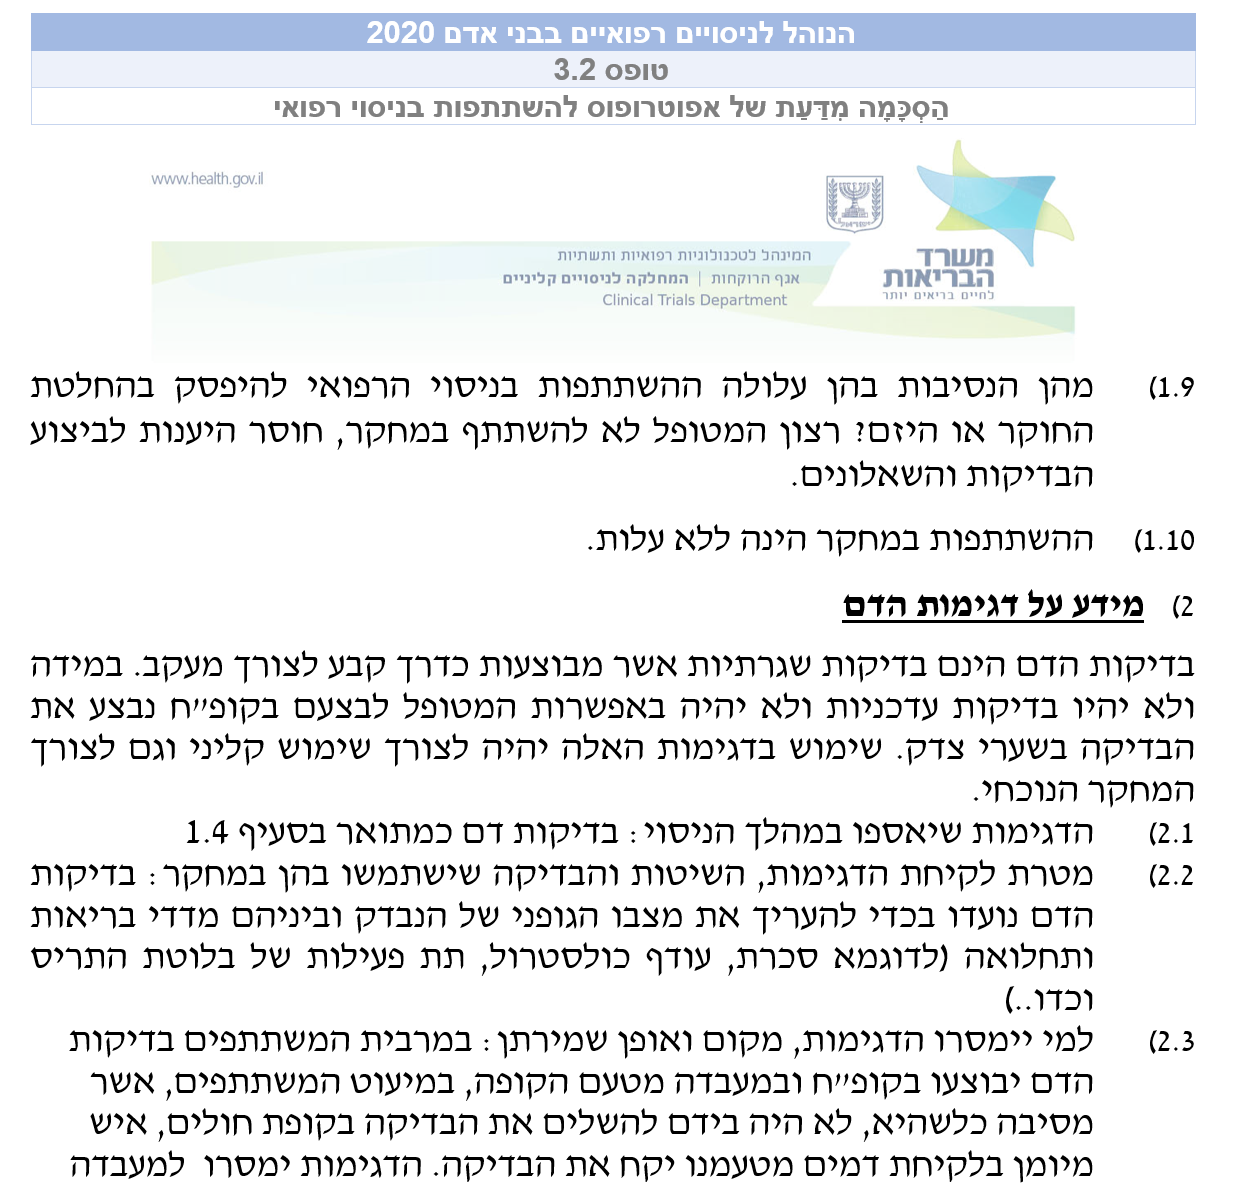 הנוהל לניסויים רפואיים בבני אדם 2020
טופס 3.2
הַסְכָּמָה מִדַּעַת של אפוטרופוס להשתתפות בניסוי רפואי
www.health.gov.il
משרד
הבריאות
לחיים בריאים יותר
המינהל לטכנולוגיות רפואיות ותשתיות
אגף הרוקחות | המחלקה לניסויים קליניים
Clinical Trials Department
1.9) מהן הנסיבות בהן עלולה ההשתתפות בניסוי הרפואי להיפסק בהחלטת
החוקר או היזם? רצון המטופל לא להשתתף במחקר, חוסר היענות לביצוע
הבדיקות והשאלונים.
1.10) ההשתתפות במחקר הינה ללא עלות.
2) מידע על דגימות הדם
בדיקות הדם הינם בדיקות שגרתיות אשר מבוצעות כדרך קבע לצורך מעקב. במידה
ולא יהיו בדיקות עדכניות ולא יהיה באפשרות המטופל לבצעם בקופ"ח נבצע את
הבדיקה בשערי צדק. שימוש בדגימות האלה יהיה לצורך שימוש קליני וגם לצורך
המחקר הנוכחי.
2.1) הדגימות שיאספו במהלך הניסוי: בדיקות דם כמתואר בסעיף 1.4
2.2) מטרת לקיחת הדגימות, השיטות והבדיקה שישתמשו בהן במחקר: בדיקות
הדם נועדו בכדי להעריך את מצבו הגופני של הנבדק וביניהם מדדי בריאות
ותחלואה (לדוגמא סכרת, עודף כולסטרול, תת פעילות של בלוטת התריס
וכדו..)
2.3) למי יימסרו הדגימות, מקום ואופן שמירתן: במרבית המשתתפים בדיקות
הדם יבוצעו בקופ"ח ובמעבדה מטעם הקופה, במיעוט המשתתפים, אשר
מסיבה כלשהיא, לא היה בידם להשלים את הבדיקה בקופת חולים, איש
מיומן בלקיחת דמים מטעמנו יקח את הבדיקה. הדגימות ימסרו  למעבדה